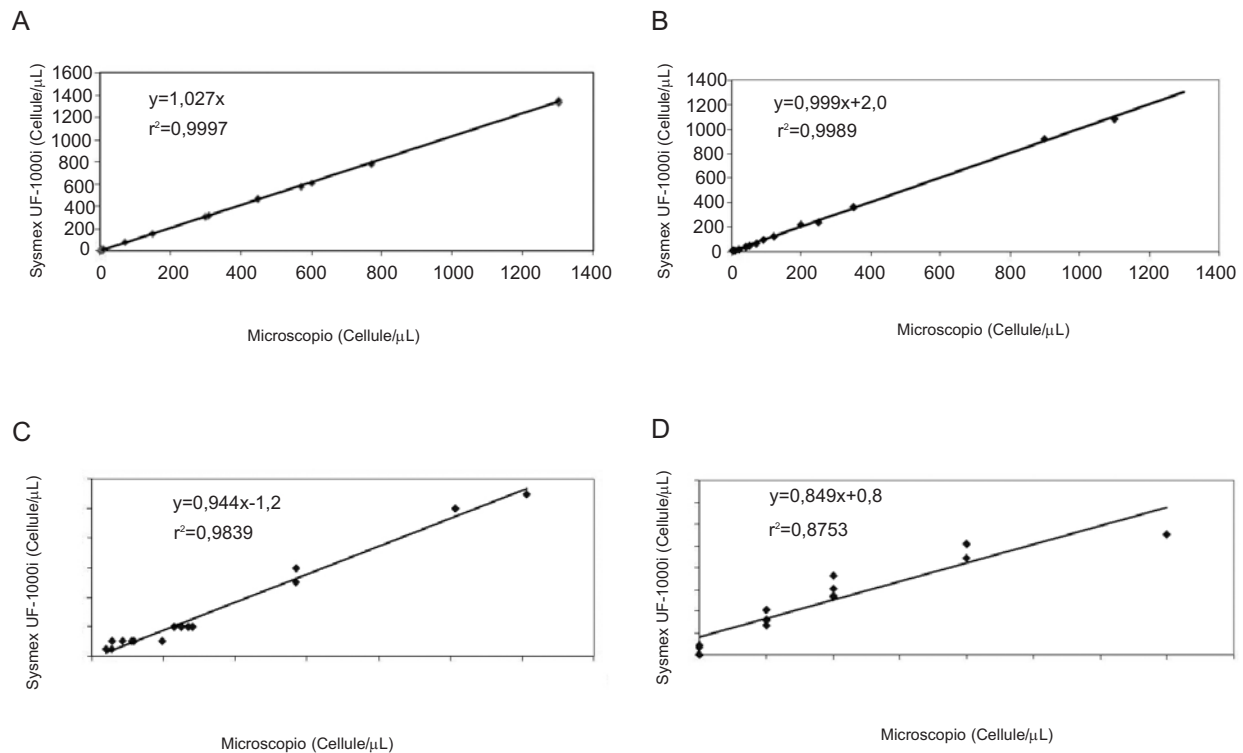 A
Sysmex UF-1000i (Cellule/µL)
1600
1400
1200
1000
800
600
400
200
0
y=1,027x
r²=0,9997
0 200 400 600 800 1000 1200 1400
Microscopio (Cellule/µL)
B
Sysmex UF-1000i (Cellule/µL)
1400
1200
1000
800
600
400
200
0
y=0,999x+2,0
r²=0,9989
0 200 400 600 800 1000 1200 1400
Microscopio (Cellule/µL)
C
Sysmex UF-1000i (Cellule/µL)
y=0,944x-1,2
r²=0,9839
Microscopio (Cellule/µL)
D
Sysmex UF-1000i (Cellule/µL)
y=0,849x+0,8
r²=0,8753
Microscopio (Cellule/µL)